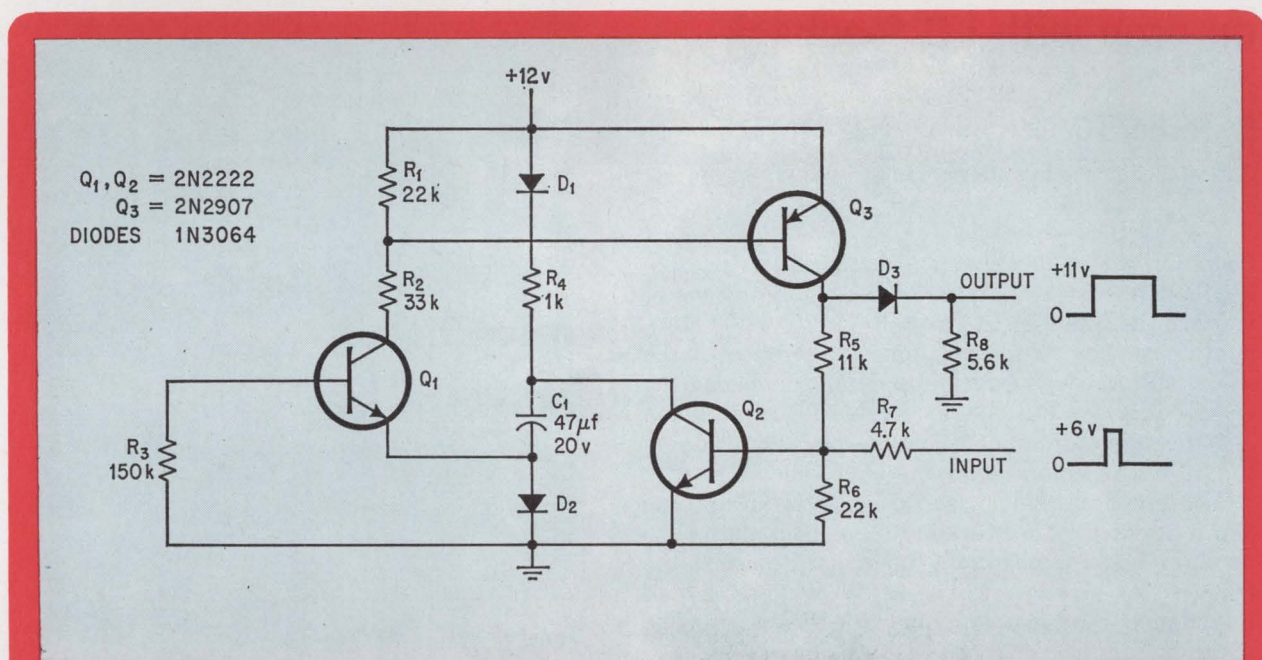 +12v
Q1, Q2 = 2N2222
Q3 = 2N2907
DIODES 1N3064
R1
22k
D1
Q3
R2
33k
R4
1k
D3
OUTPUT
+11v
0
R5
11k
R8
5.6k
Q1
C1
47μf
20v
Q2
R7
4.7k
INPUT
+6v
0
R3
150k
D2
R6
22k